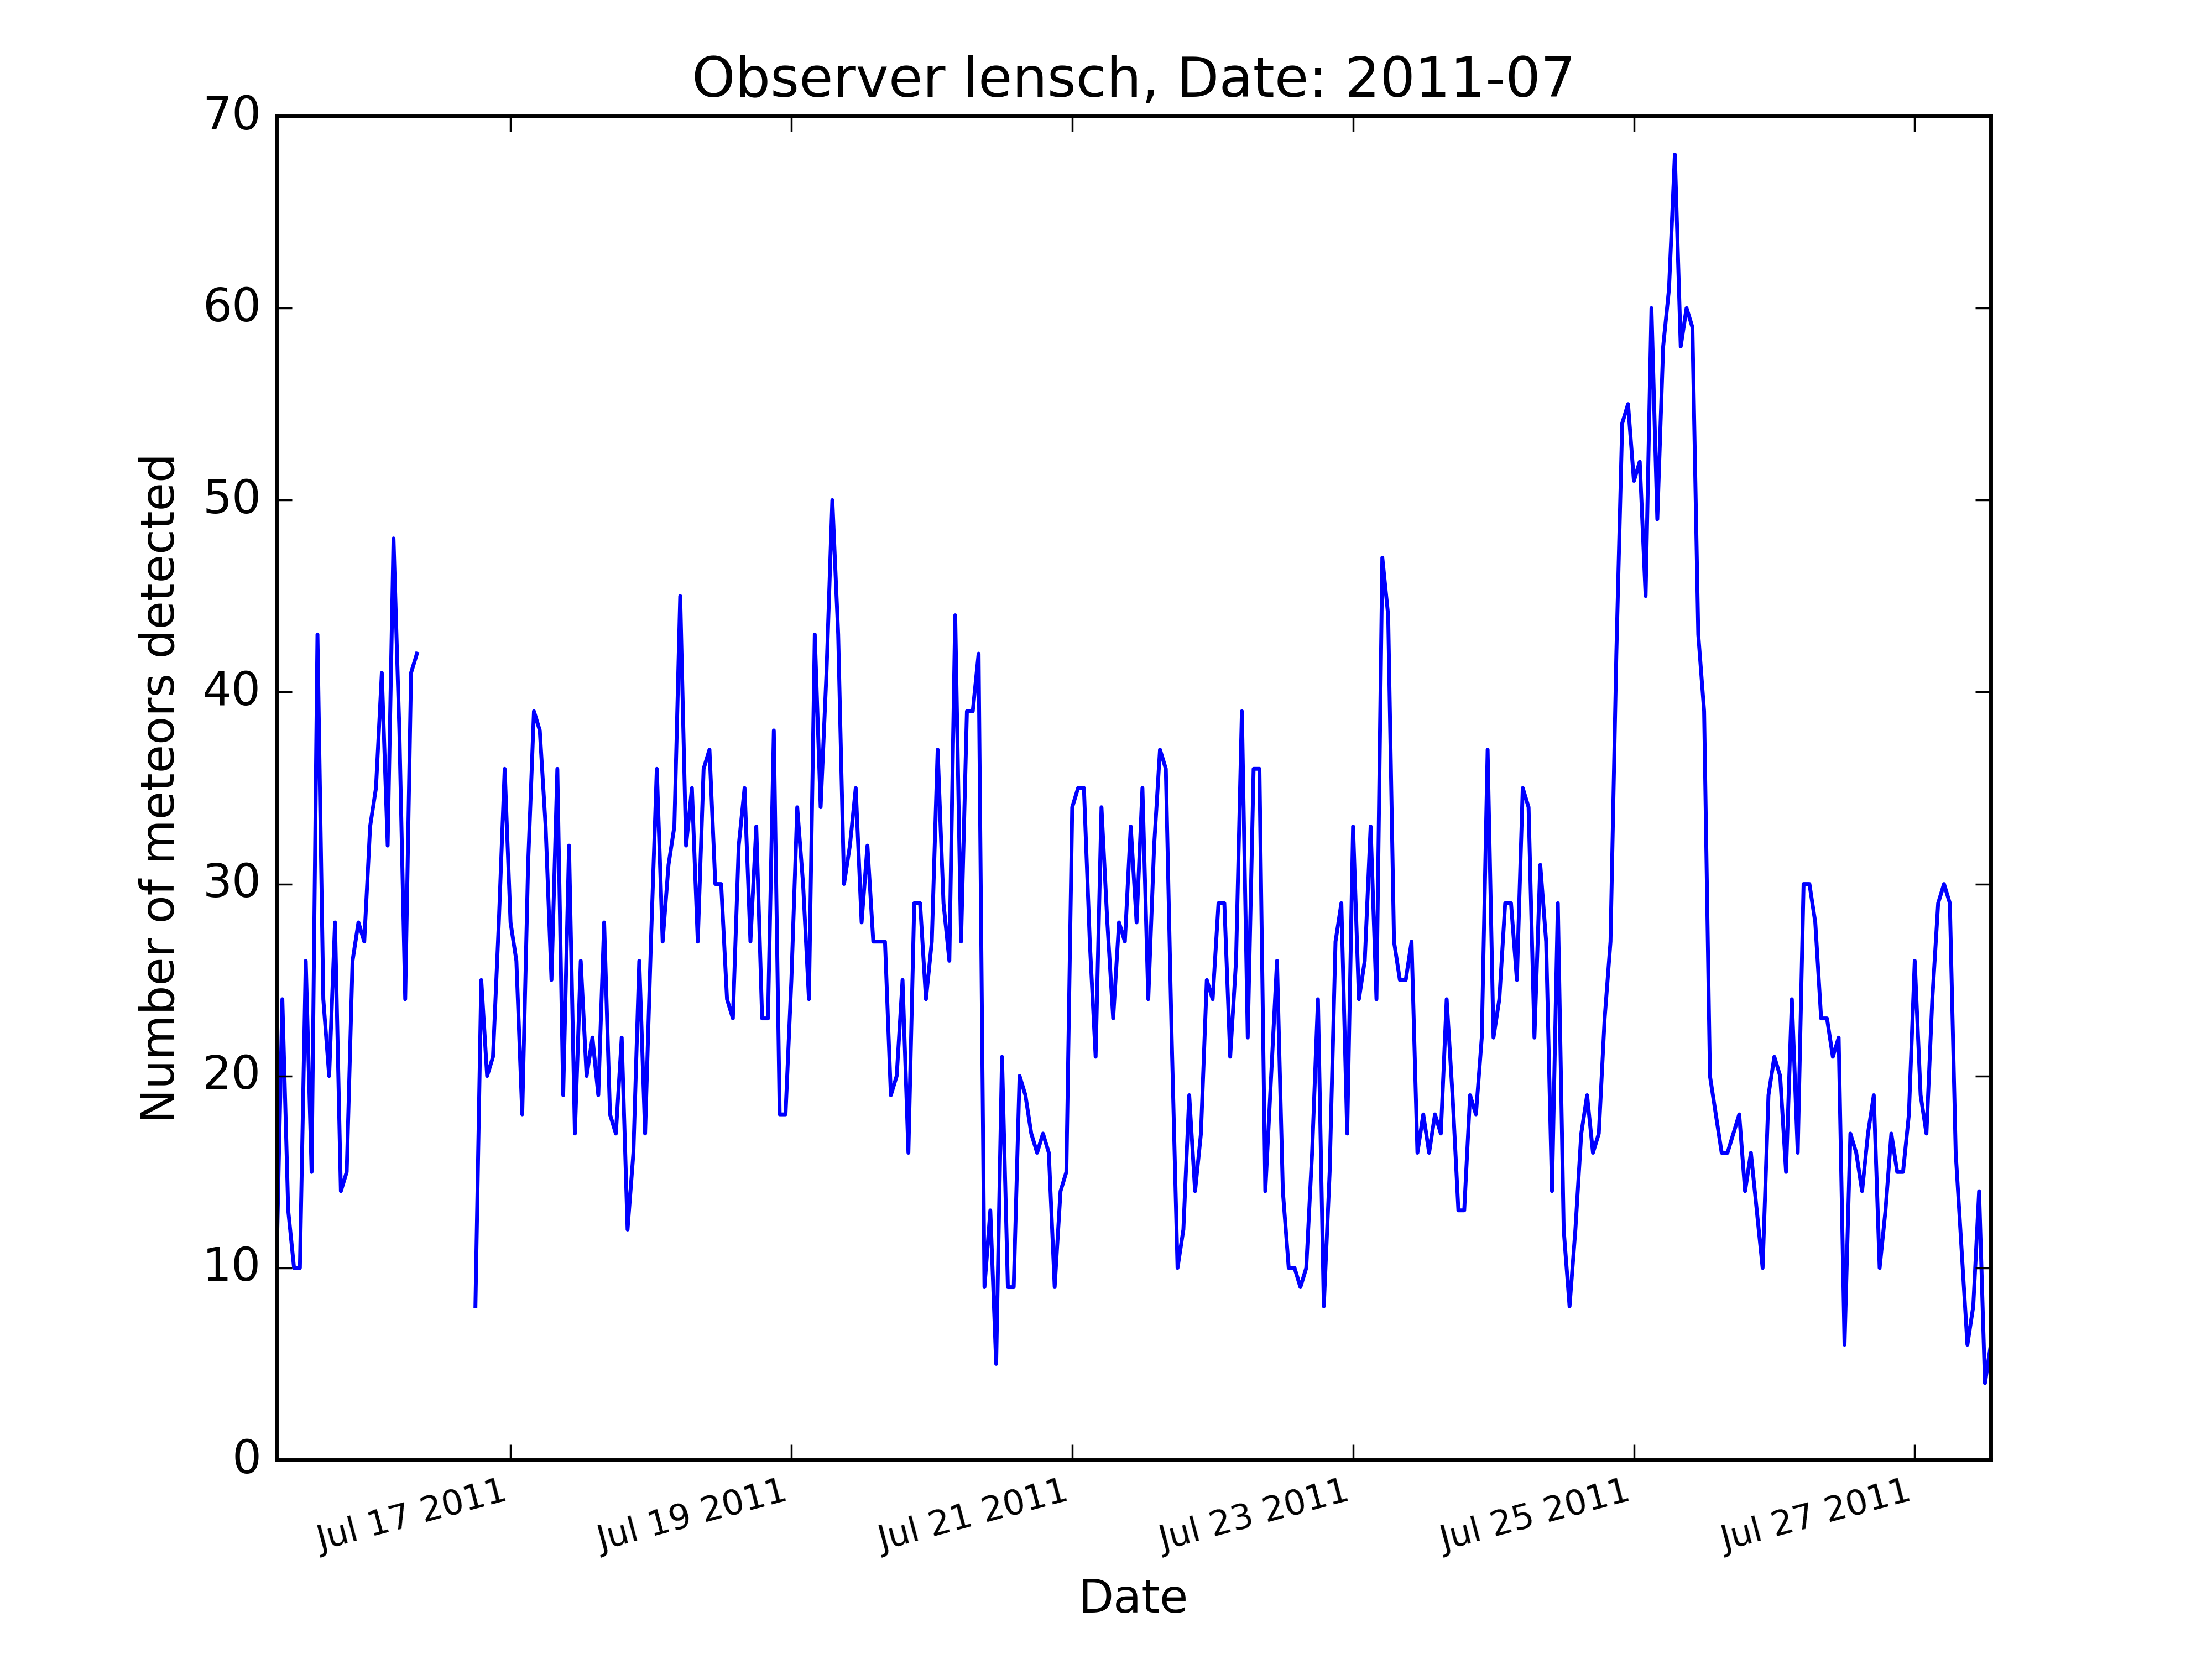 Observer lensch, Date: 2011-07
70
60
50
40
30
20
10
0
Number of meteors detected
Jul 17 2011
Jul 19 2011
Jul 21 2011
Jul 23 2011
Jul 25 2011
Jul 27 2011
Date